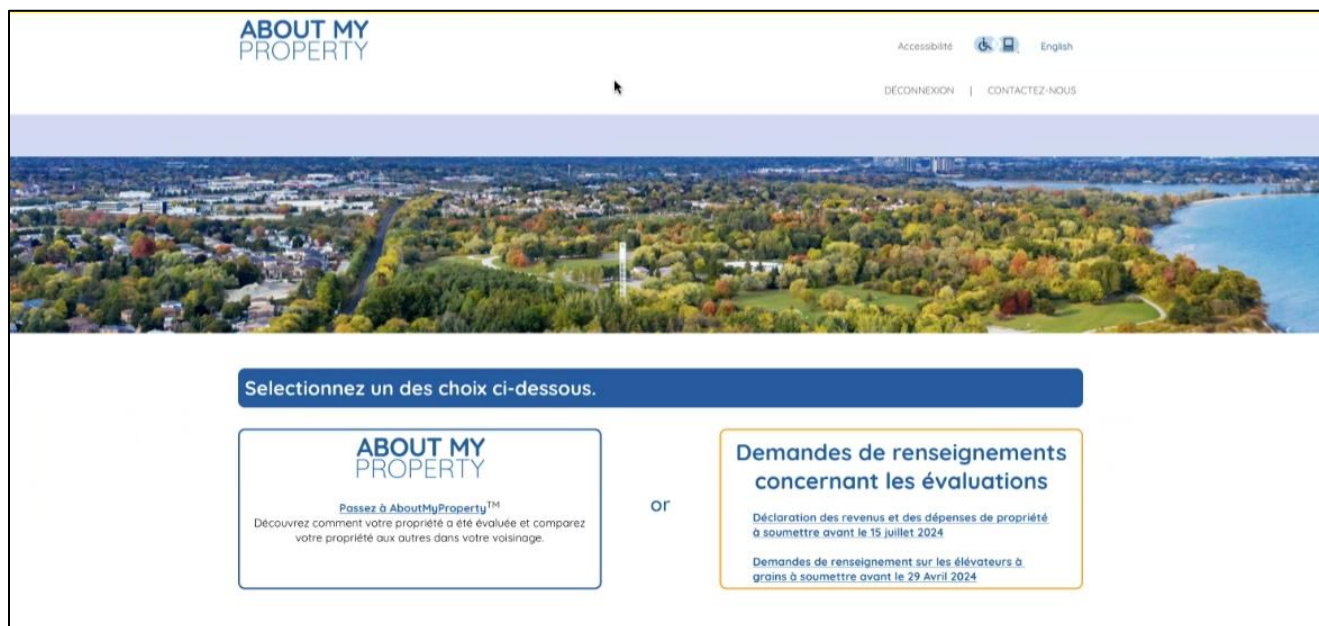 ABOUT MY
PROPERTY
Accessibilité
English
DÉCONNEXION | CONTACTEZ-NOUS
Selectionnez un des choix ci-dessous.
ABOUT MY
PROPERTY
Passez à AboutMyProperty™
Découvrez comment votre propriété a été évaluée et comparez
votre propriété aux autres dans votre voisinage.
or
Demandes de renseignements
concernant les évaluations
Déclaration des revenus et des dépenses de propriété
à soumettre avant le 15 juillet 2024
Demandes de renseignement sur les élévateurs à
grains à soumettre avant le 29 Avril 2024